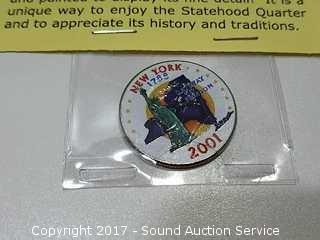 and painted to display its fine detail. It is a
unique way to enjoy the Statehood Quarter
and to appreciate its history and traditions.
NEW YORK
1788
2001
Copyright 2017 - Sound Auction Service